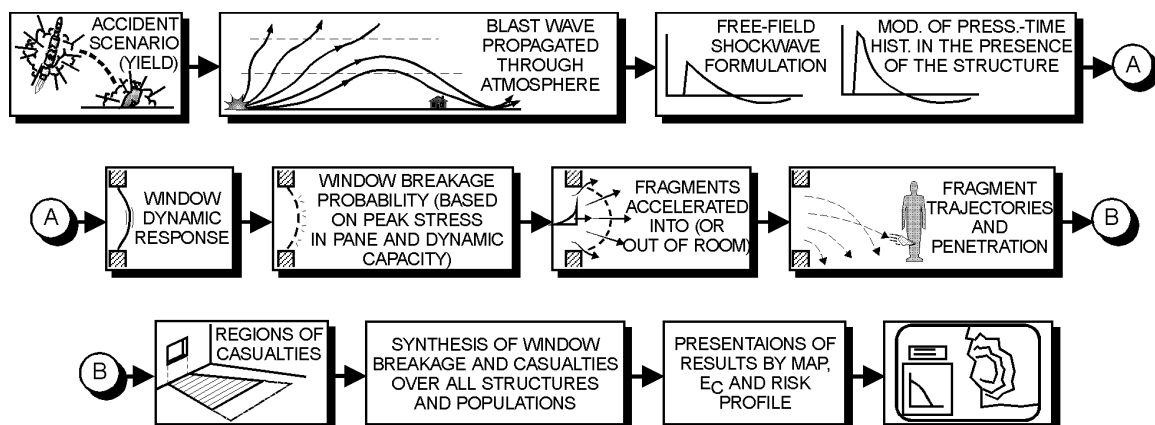 ACCIDENT
SCENARIO
(YIELD)
BLAST WAVE
PROPAGATED
THROUGH
ATMOSPHERE
FREE-FIELD
SHOCKWAVE
FORMULATION
MOD. OF PRESS.-TIME
HIST. IN THE PRESENCE
OF THE STRUCTURE
A
A
WINDOW
DYNAMIC
RESPONSE
WINDOW BREAKAGE
PROBABILITY (BASED
ON PEAK STRESS
IN PANE AND DYNAMIC
CAPACITY)
FRAGMENTS
ACCELERATED
INTO (OR
OUT OF ROOM)
FRAGMENT
TRAJECTORIES
AND
PENETRATION
B
B
REGIONS OF
CASUALTIES
SYNTHESIS OF WINDOW
BREAKAGE AND CASUALTIES
OVER ALL STRUCTURES
AND POPULATIONS
PRESENTAIONS OF
RESULTS BY MAP,
EC AND RISK
PROFILE